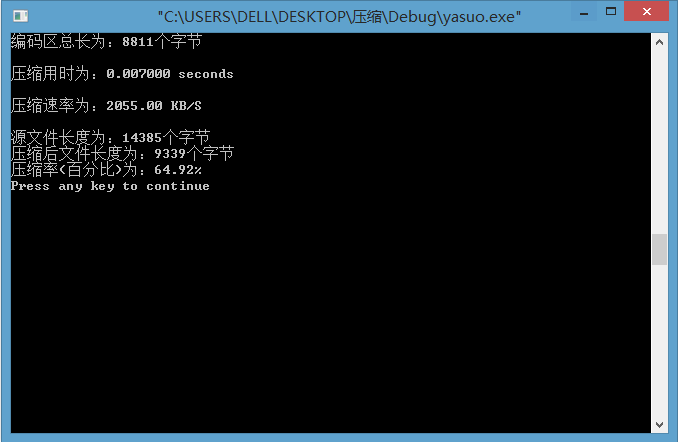 "C:\USERS\DELL\DESKTOP\压缩\Debug\yasuo.exe"
编码区总长为：8811个字节
压缩用时为：0.007000 seconds
压缩速率为：2055.00 KB/S
源文件长度为：14385个字节
压缩后文件长度为：9339个字节
压缩率(百分比)为：64.92%
Press any key to continue